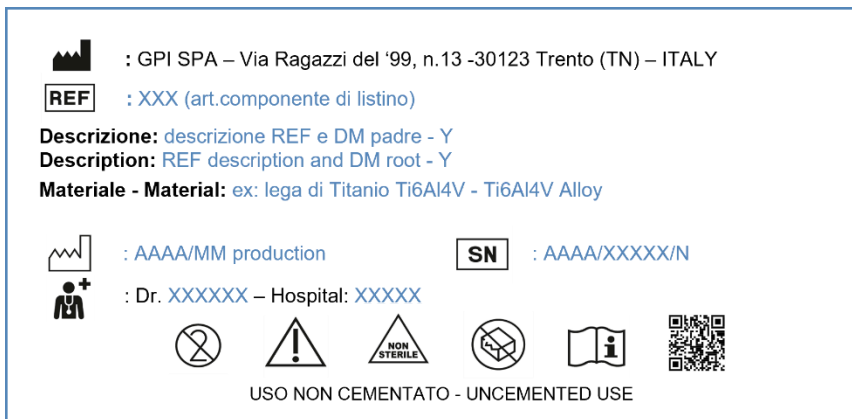 : GPI SPA – Via Ragazzi del ‘99, n.13 -30123 Trento (TN) – ITALY
REF : XXX (art.componente di listino)
Descrizione: descrizione REF e DM padre - Y
Description: REF description and DM root - Y
Materiale - Material: ex: lega di Titanio Ti6Al4V - Ti6Al4V Alloy
: AAAA/MM production SN : AAAA/XXXXX/N
: Dr. XXXXXX – Hospital: XXXXX
2 ! NON STERILE i
USO NON CEMENTATO - UNCEMENTED USE